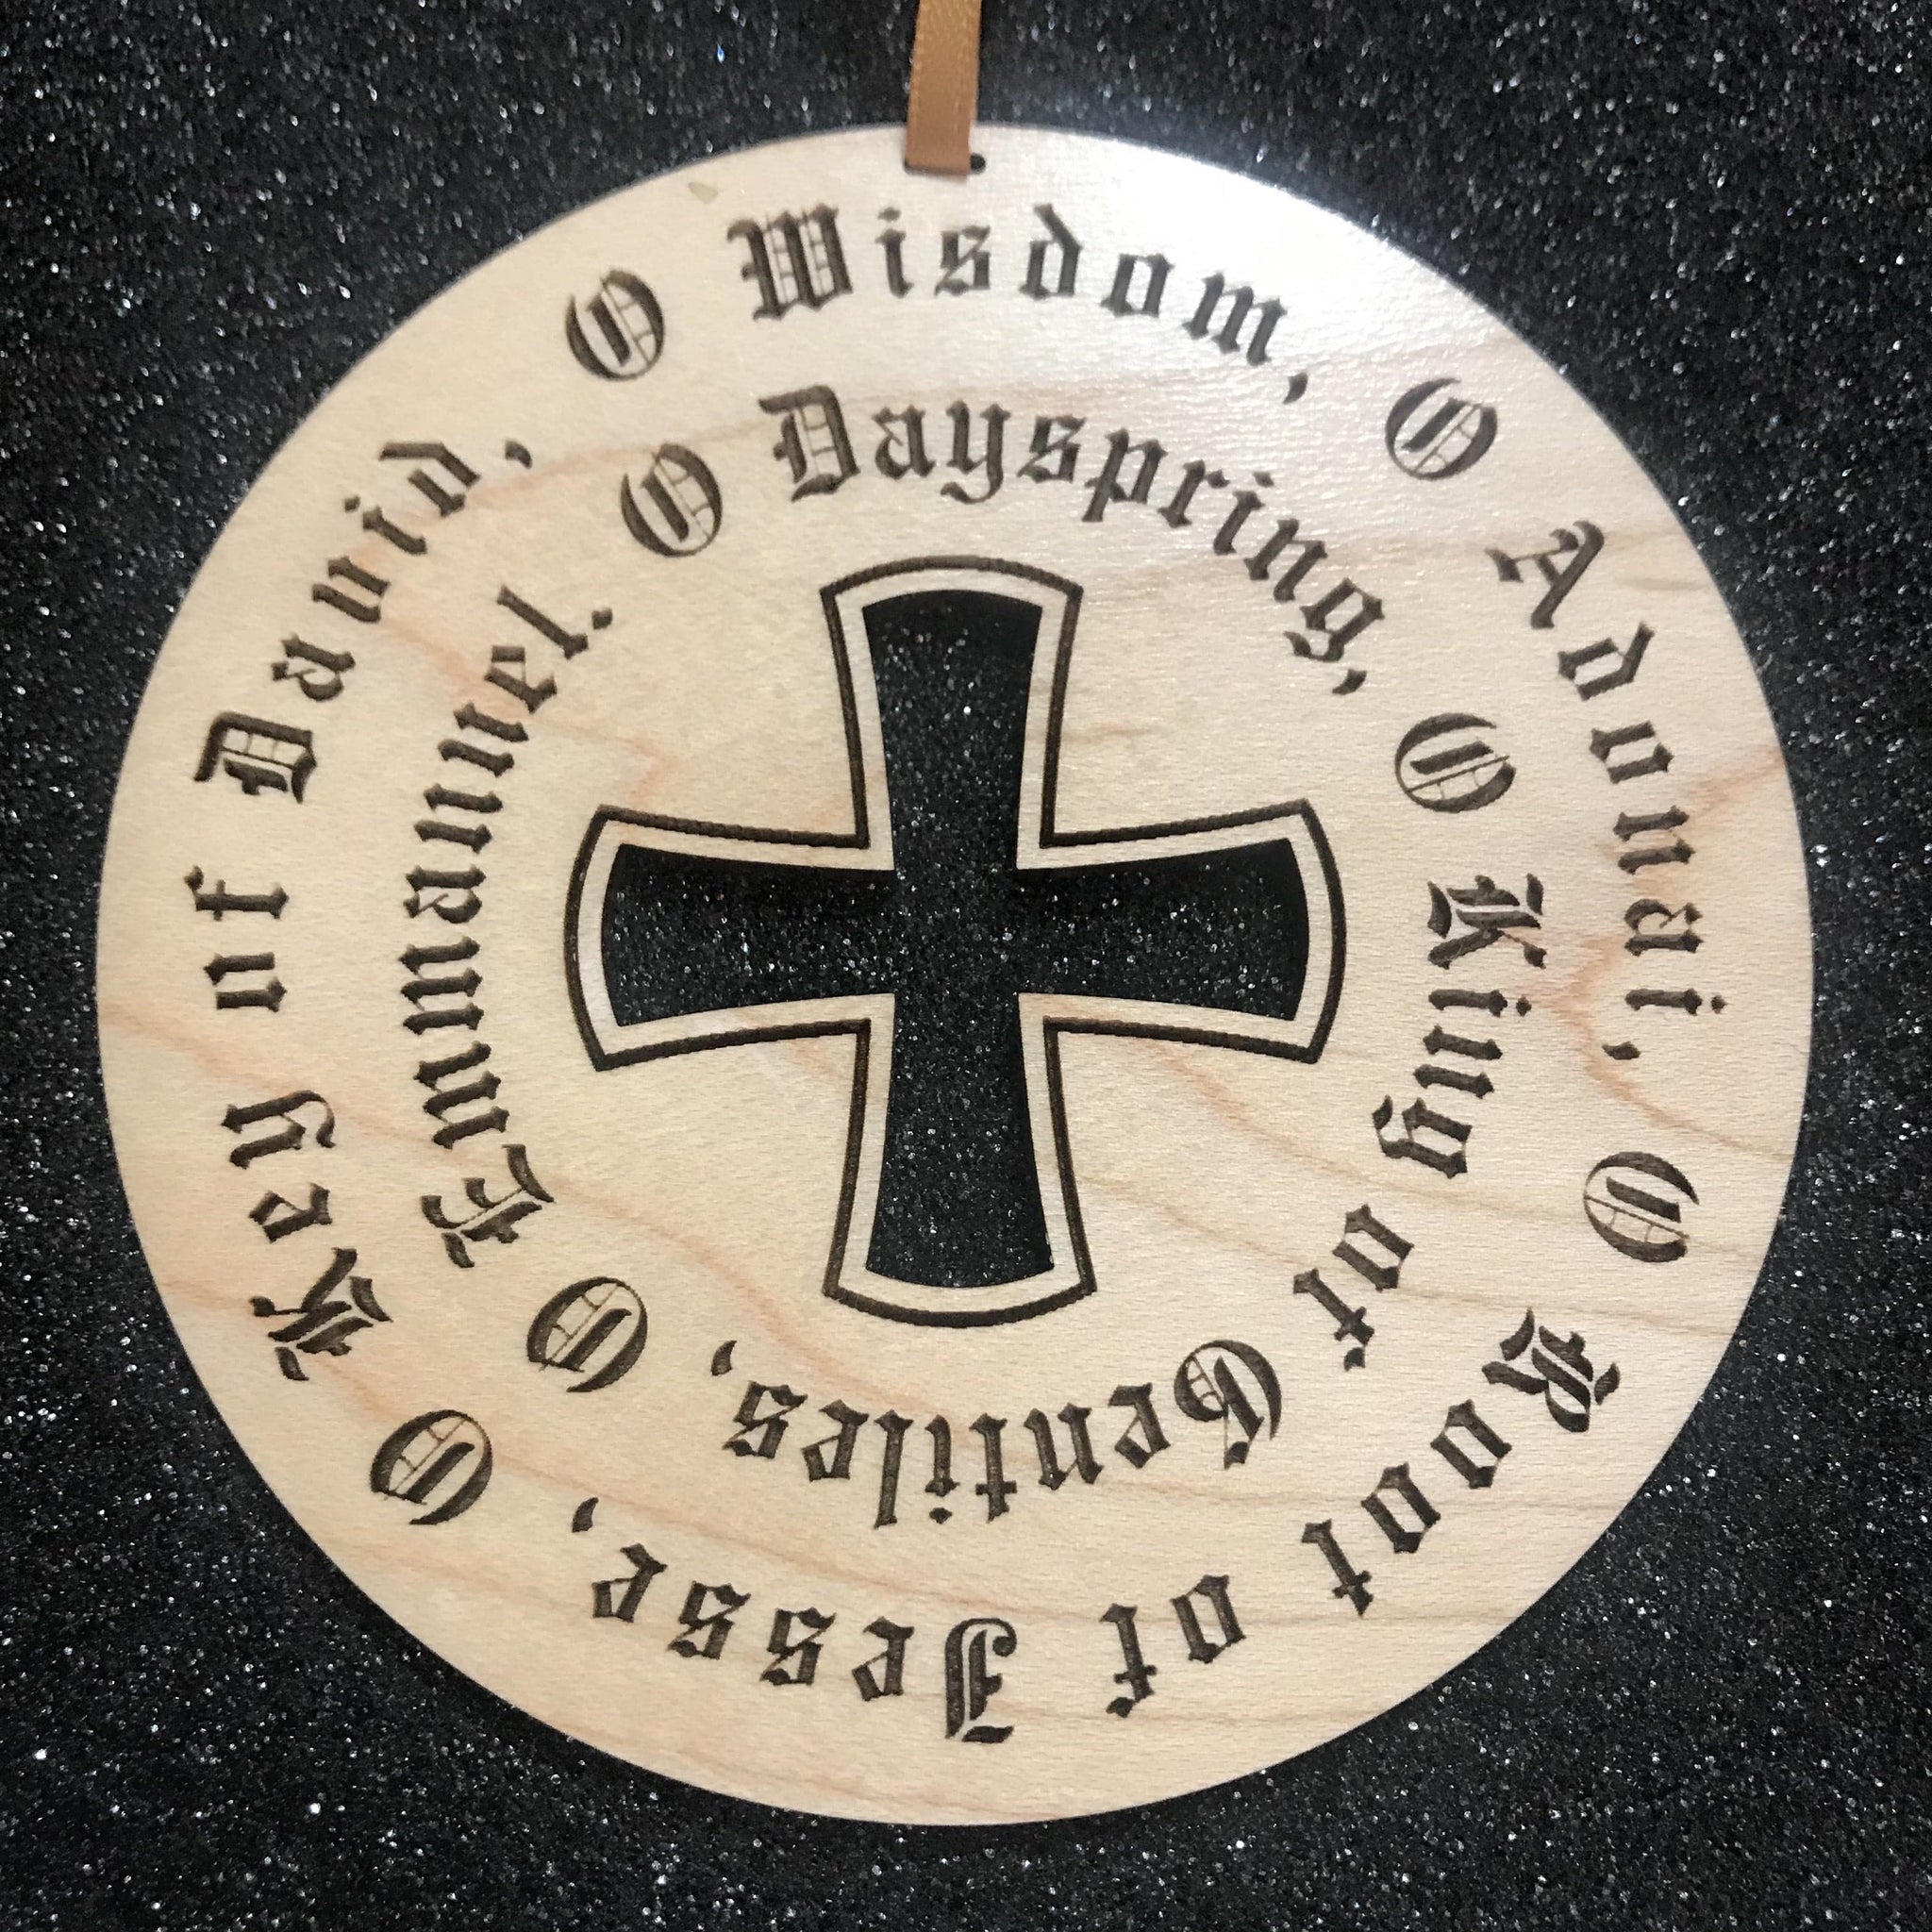 O Wisdom, O Adonai, O Root of Jesse, O Key of David,
O Dayspring, O King of Gentiles, O Emmanuel.